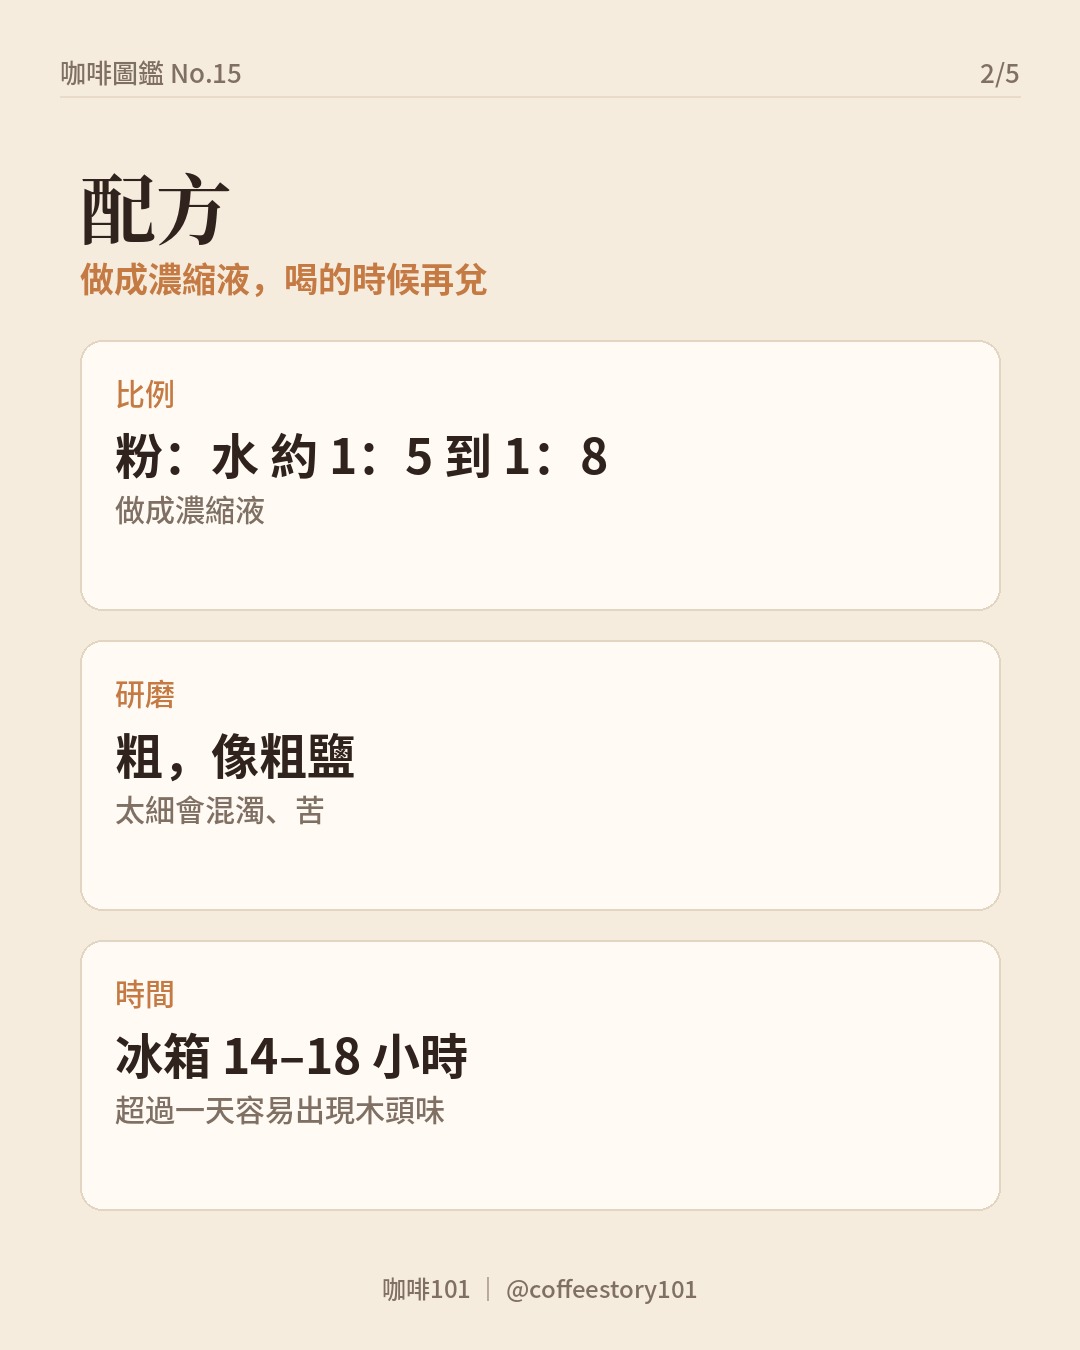 咖啡圖鑑 No.15
2/5
配方
做成濃縮液，喝的時候再兌
比例
粉：水 約 1：5 到 1：8
做成濃縮液
研磨
粗，像粗鹽
太細會混濁、苦
時間
冰箱 14–18 小時
超過一天容易出現木頭味
咖啡101｜@coffeestory101